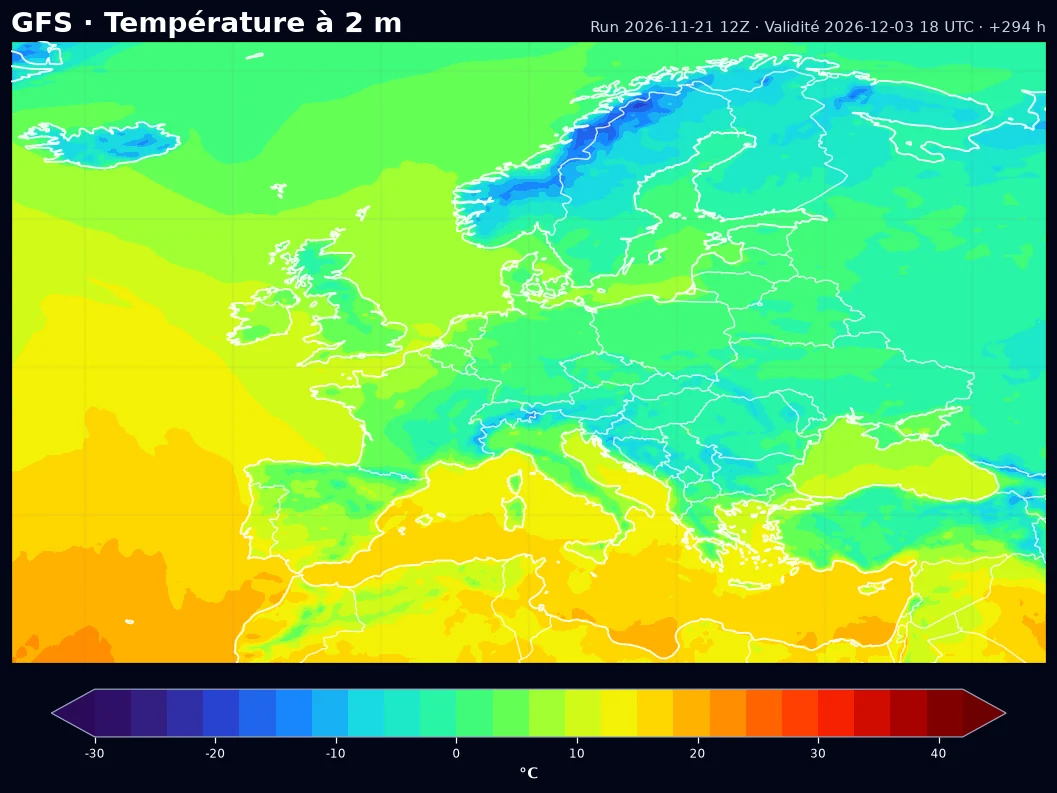 GFS · Température à 2 m
Run 2026-11-21 12Z · Validité 2026-12-03 18 UTC · +294 h
-30 -20 -10 0 10 20 30 40
°C